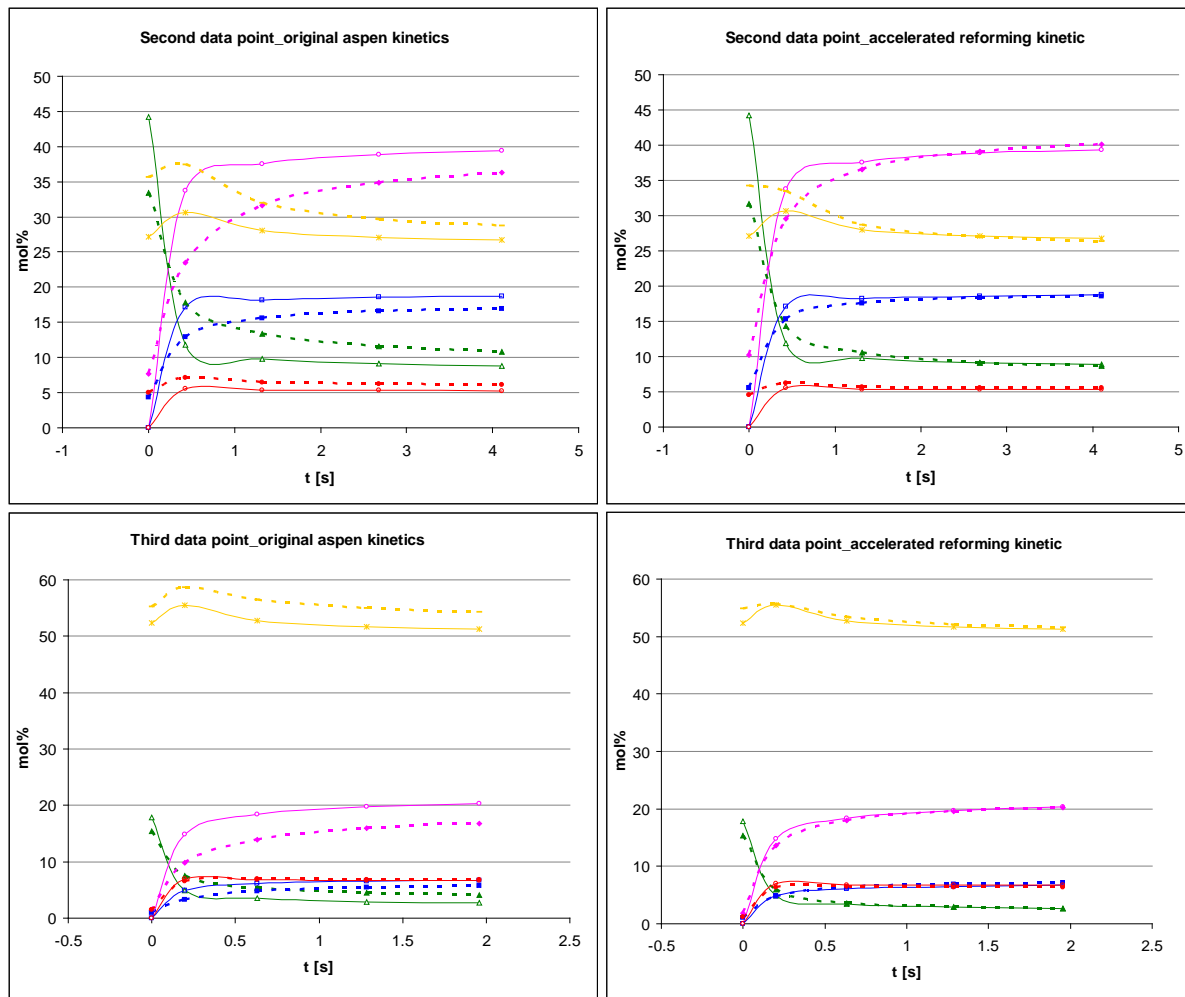 Second data point_original aspen kinetics
50
45
40
35
30
25
20
15
10
5
0
mol%
-1 0 1 2 3 4 5
t [s]
Second data point_accelerated reforming kinetic
50
45
40
35
30
25
20
15
10
5
0
mol%
-1 0 1 2 3 4 5
t [s]
Third data point_original aspen kinetics
60
50
40
30
20
10
0
mol%
-0.5 0 0.5 1 1.5 2 2.5
t [s]
Third data point_accelerated reforming kinetic
60
50
40
30
20
10
0
mol%
-0.5 0 0.5 1 1.5 2 2.5
t [s]